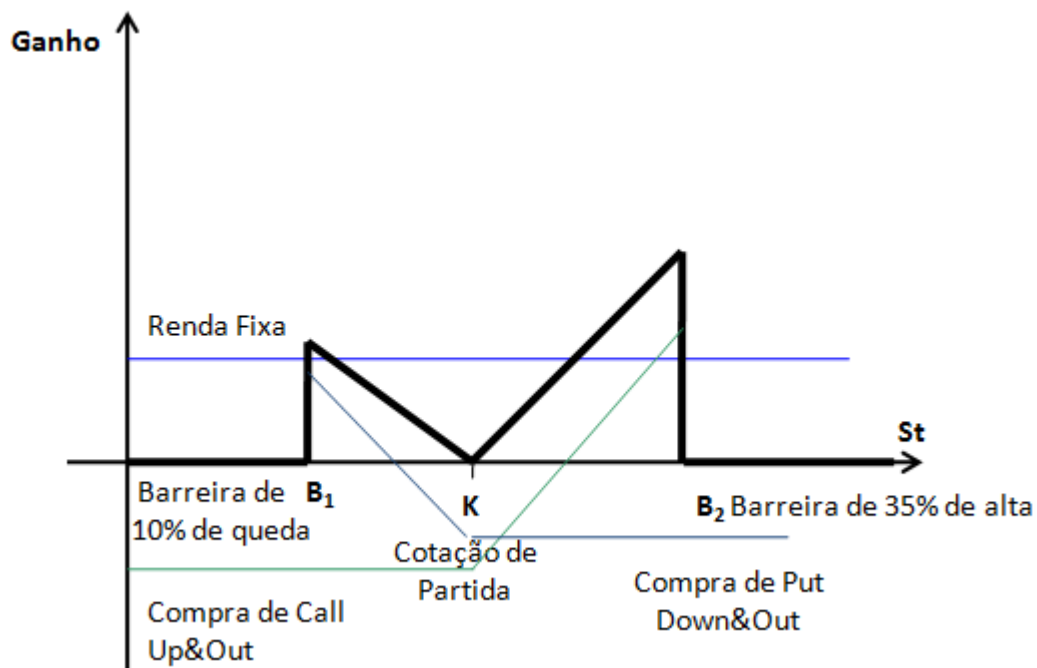 Ganho
Renda Fixa
St
Barreira de B₁ K B₂ Barreira de 35% de alta
10% de queda
Cotação de
Partida
Compra de Call
Up&Out
Compra de Put
Down&Out